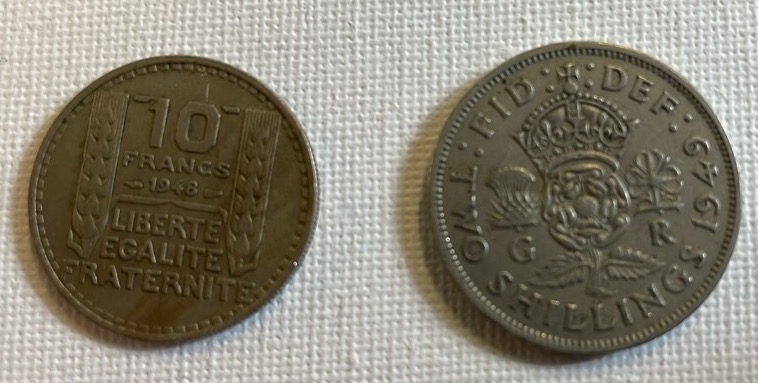 10
FRANCS
1948
LIBERTE
EGALITE
FRATERNITE
FID: DEF: 1949
G R
TWO SHILLINGS